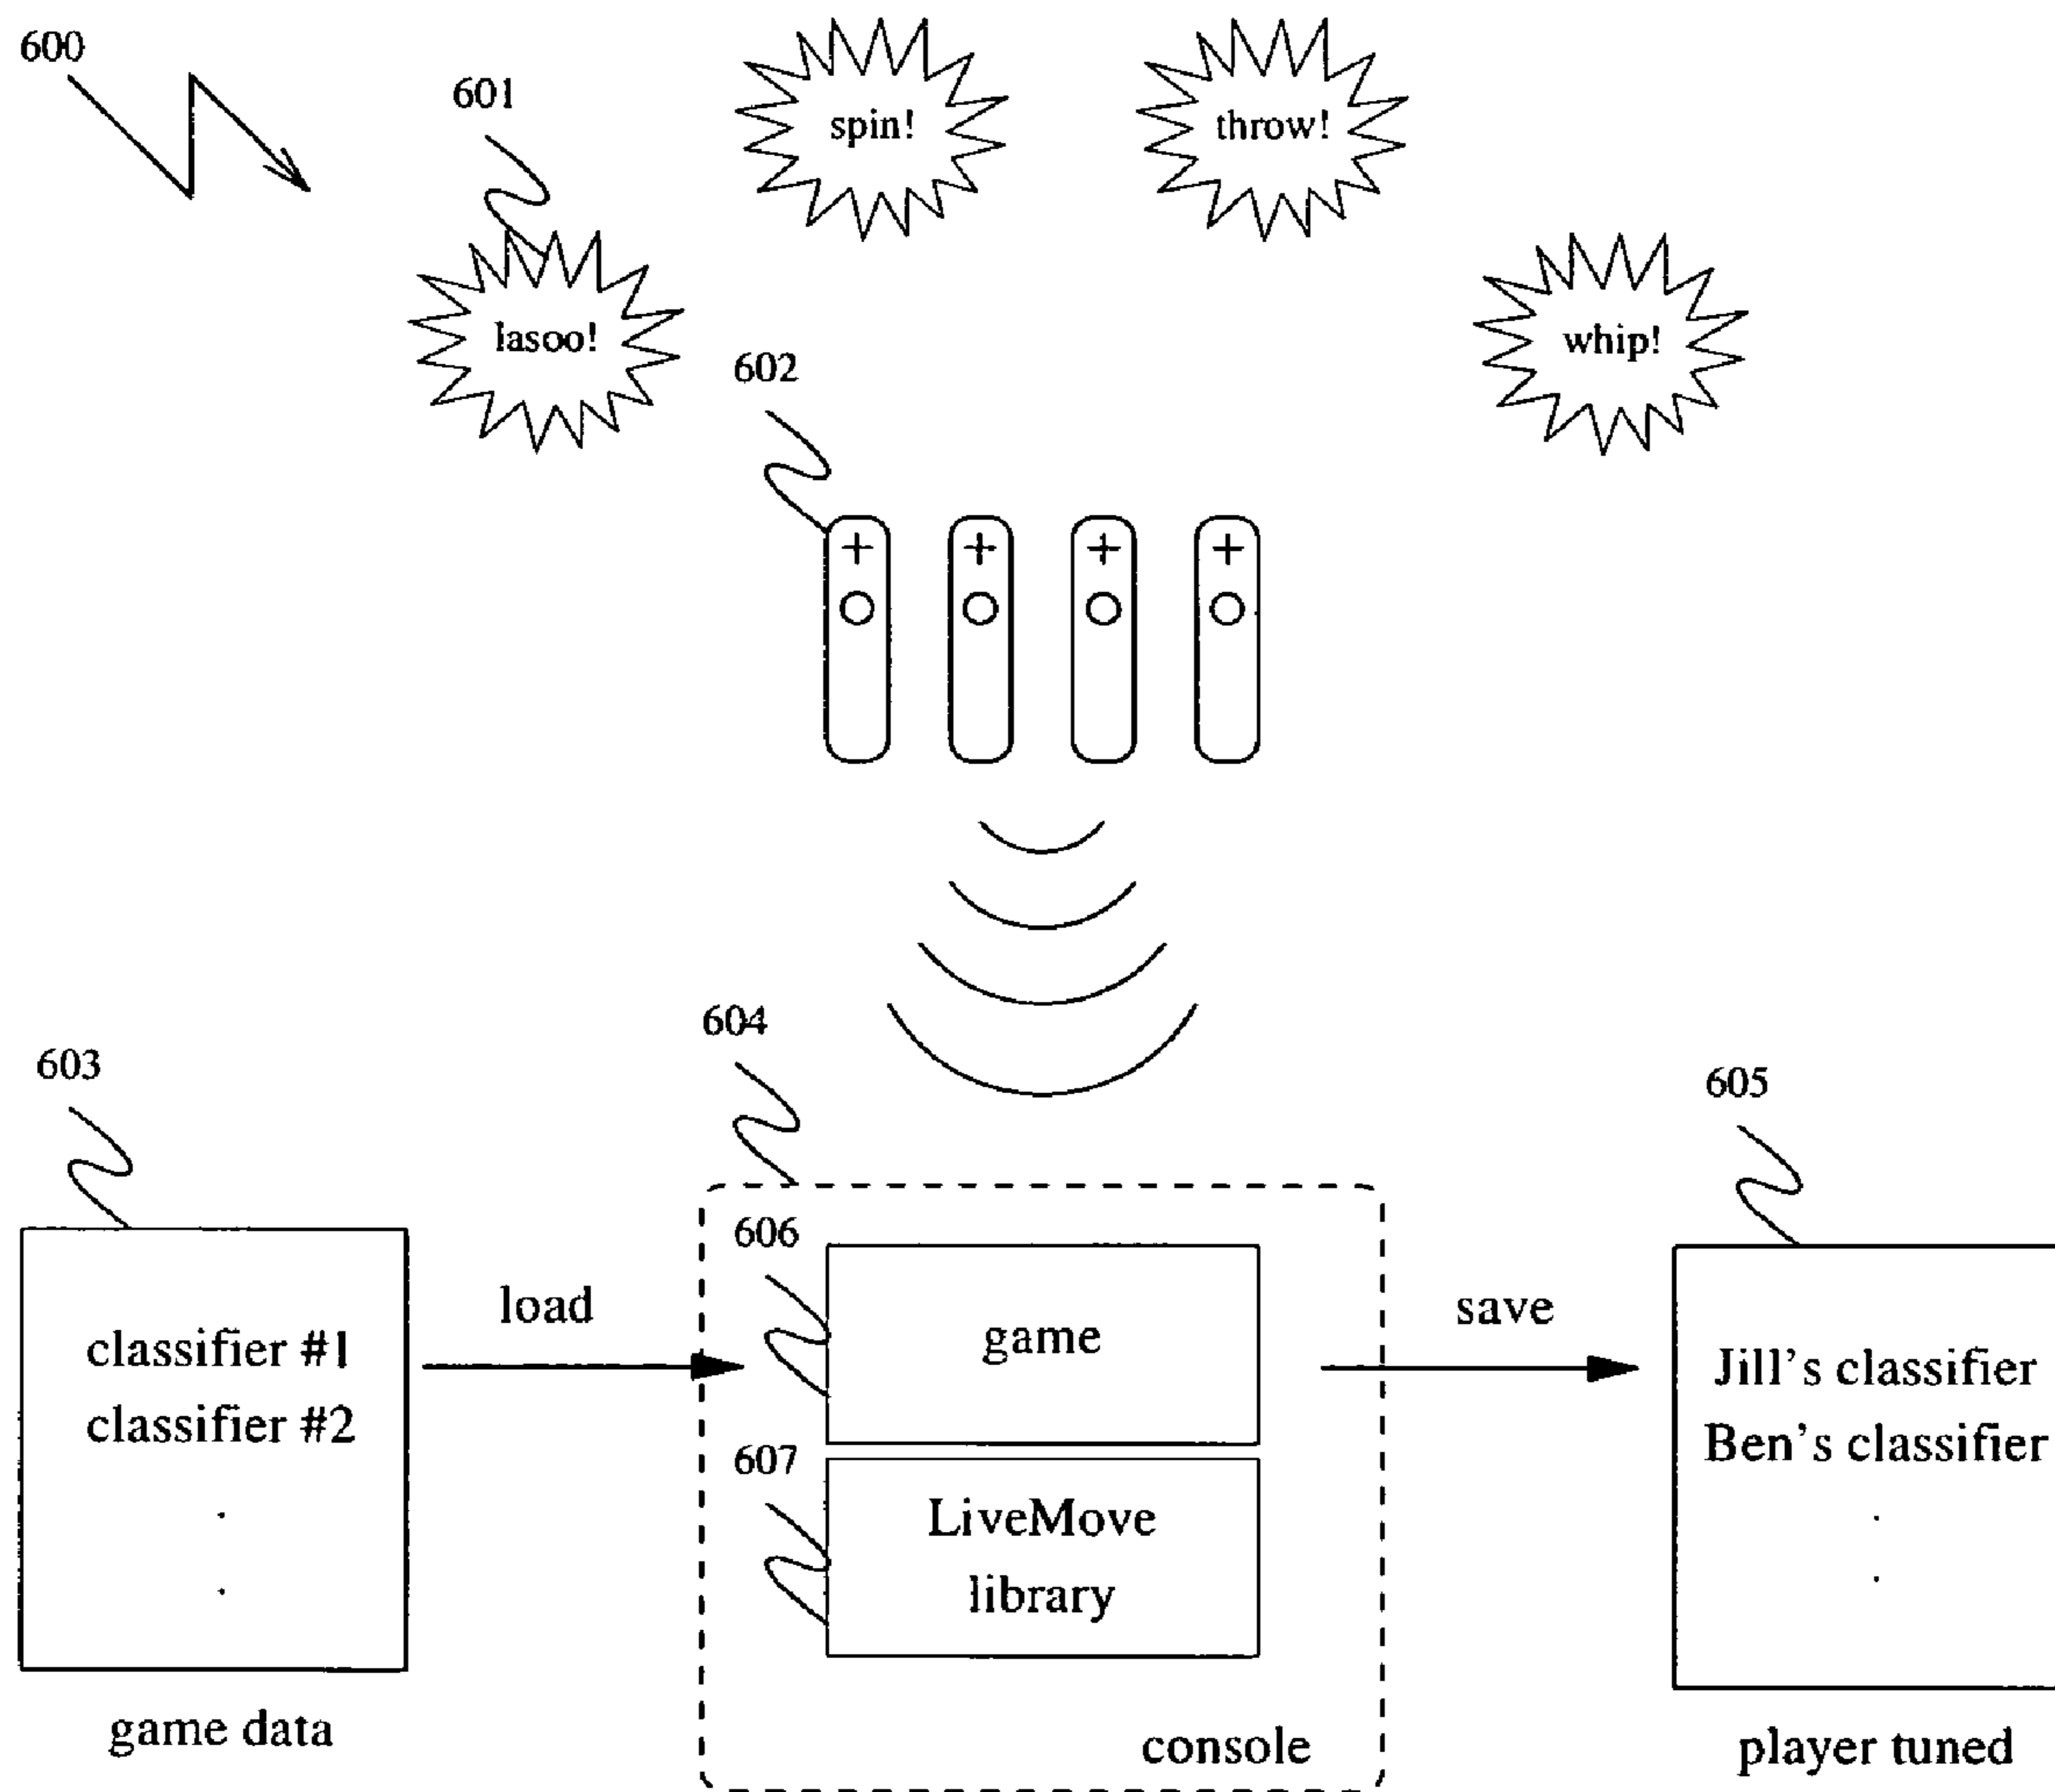 600
601
spin!
throw!
lasoo!
whip!
602
+ + + +
604
603
605
606
load
game
save
classifier #1
classifier #2
.
.
Jill's classifier
Ben's classifier
.
.
607
LiveMove
library
game data
console
player tuned